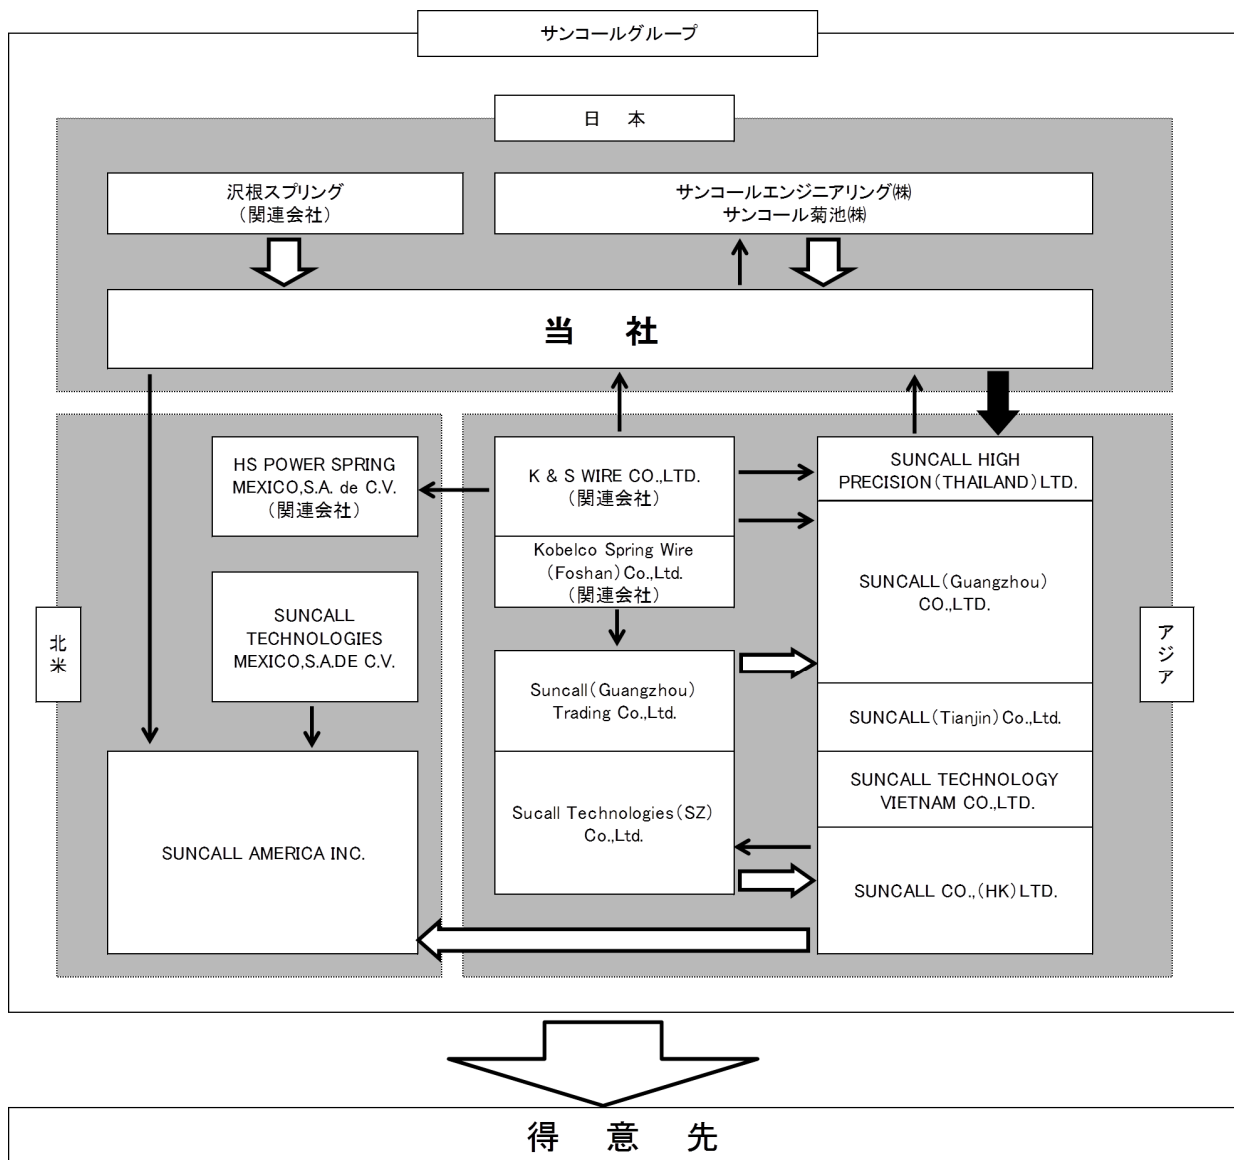 サンコールグループ
日 本
沢根スプリング
(関連会社)
サンコールエンジニアリング㈱
サンコール菊池㈱
当 社
北米
HS POWER SPRING
MEXICO,S.A. de C.V.
(関連会社)
SUNCALL
TECHNOLOGIES
MEXICO,S.A.DE C.V.
SUNCALL AMERICA INC.
K & S WIRE CO.,LTD.
(関連会社)
Kobelco Spring Wire
(Foshan)Co.,Ltd.
(関連会社)
Suncall(Guangzhou)
Trading Co.,Ltd.
Sucall Technologies(SZ)
Co.,Ltd.
SUNCALL HIGH
PRECISION(THAILAND)LTD.
SUNCALL(Guangzhou)
CO.,LTD.
SUNCALL(Tianjin)Co.,Ltd.
SUNCALL TECHNOLOGY
VIETNAM CO.,LTD.
SUNCALL CO.,(HK)LTD.
アジア
得 意 先